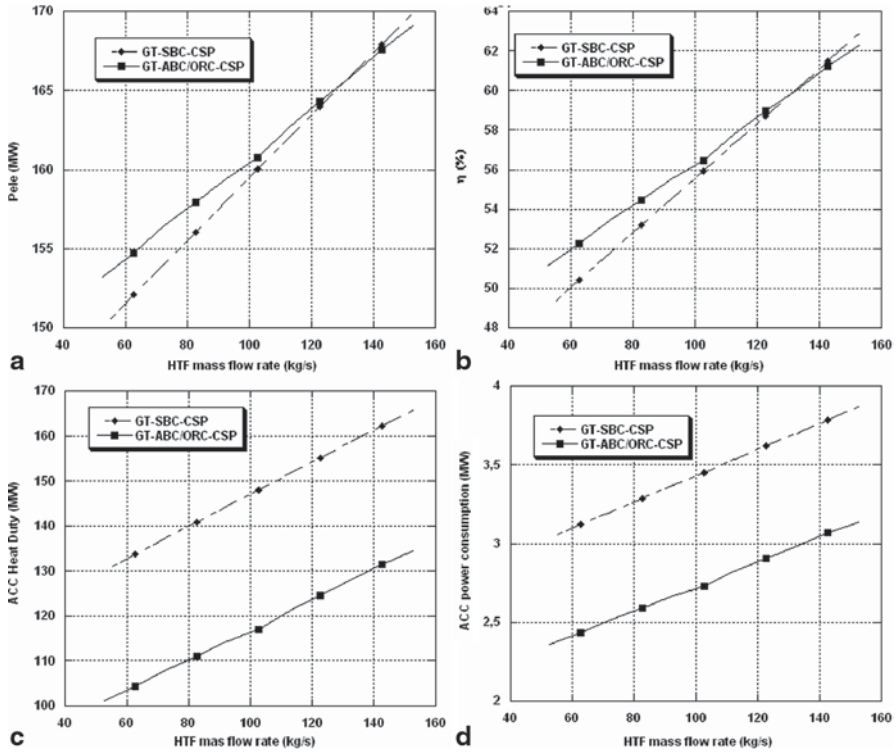 170
165
160
155
150
Pele (MW)
GT-SBC-CSP
GT-ABC/ORC-CSP
40 60 80 100 120 140 160
HTF mass flow rate (kg/s)
a
64
62
60
58
56
54
52
50
48
η (%)
GT-SBC-CSP
GT-ABC/ORC-CSP
40 60 80 100 120 140 160
HTF mass flow rate (kg/s)
b
170
160
150
140
130
120
110
100
ACC Heat Duty (MW)
GT-SBC-CSP
GT-ABC/ORC-CSP
40 60 80 100 120 140 160
HTF mass flow rate (kg/s)
c
4
3,5
3
2,5
2
ACC power consumption (MW)
GT-SBC-CSP
GT-ABC/ORC-CSP
40 60 80 100 120 140 160
HTF mass flow rate (kg/s)
d